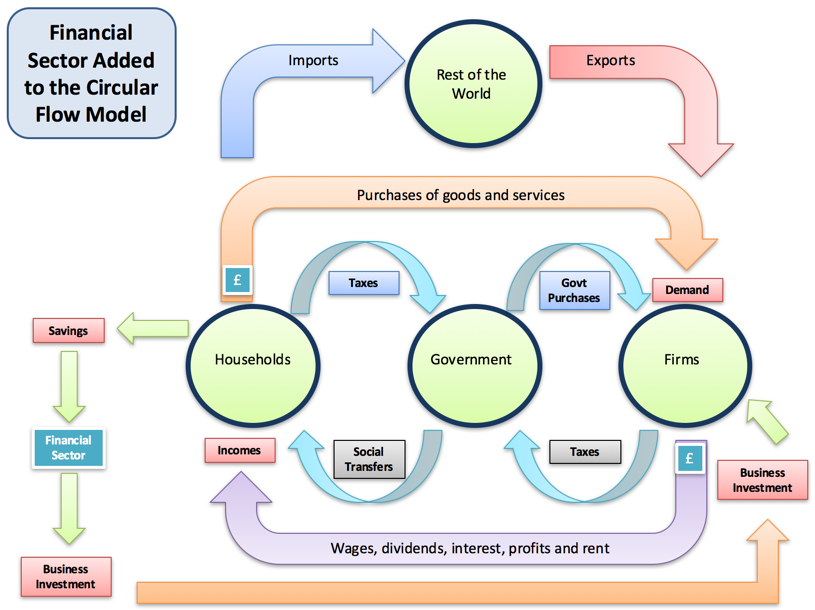 Financial
Sector Added
to the Circular
Flow Model
Imports
Rest of the
World
Exports
Purchases of goods and services
£
Taxes
Govt
Purchases
Demand
Savings
Households
Government
Firms
Financial
Sector
Incomes
Social
Transfers
Taxes
£
Business
Investment
Wages, dividends, interest, profits and rent
Business
Investment